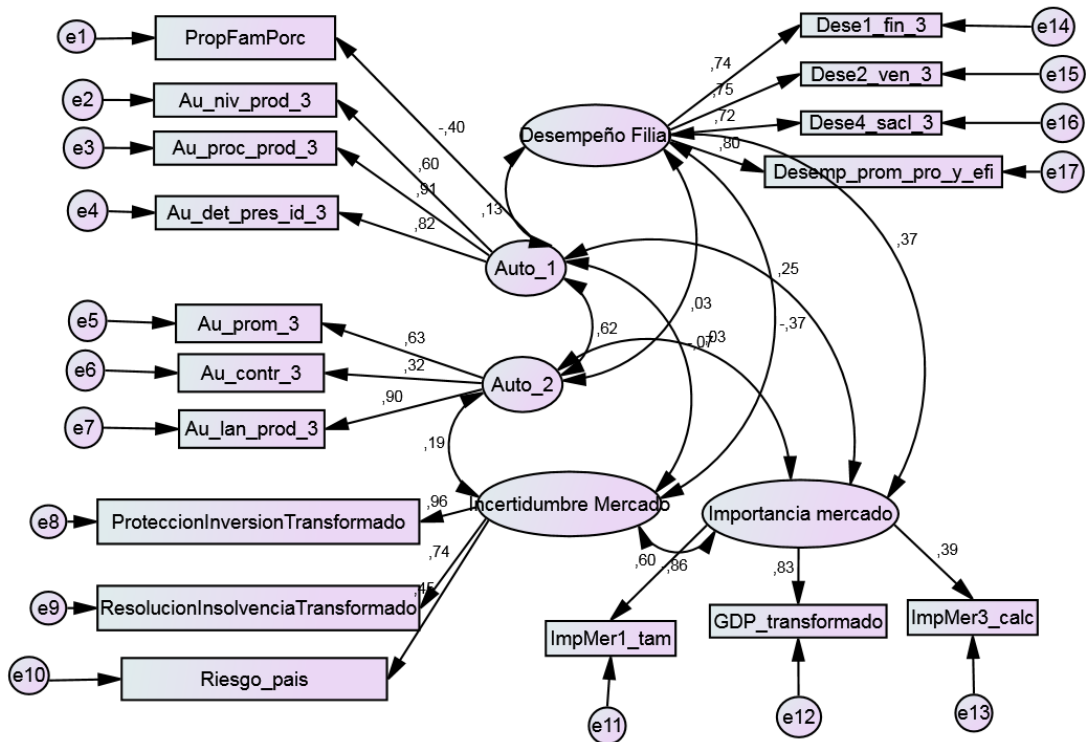 e1
PropFamPorc
e2
Au_niv_prod_3
e3
Au_proc_prod_3
e4
Au_det_pres_id_3
e5
Au_prom_3
e6
Au_contr_3
e7
Au_lan_prod_3
e8
ProteccionInversionTransformado
e9
ResolucionInsolvenciaTransformado
e10
Riesgo_pais
-,40
,60
,91
,82
,63
,32
,90
,19
,96
,74
,45
Desempeño Filia
Auto_1
Auto_2
Incertidumbre Mercado
Importancia mercado
,13
,62
,03
-,07
,03
,25
-,37
,37
,74
,75
,72
,80
Dese1_fin_3
e14
Dese2_ven_3
e15
Dese4_sacl_3
e16
Desemp_prom_pro_y_efi
e17
,60
-,86
,83
,39
ImpMer1_tam
GDP_transformado
ImpMer3_calc
e11
e12
e13